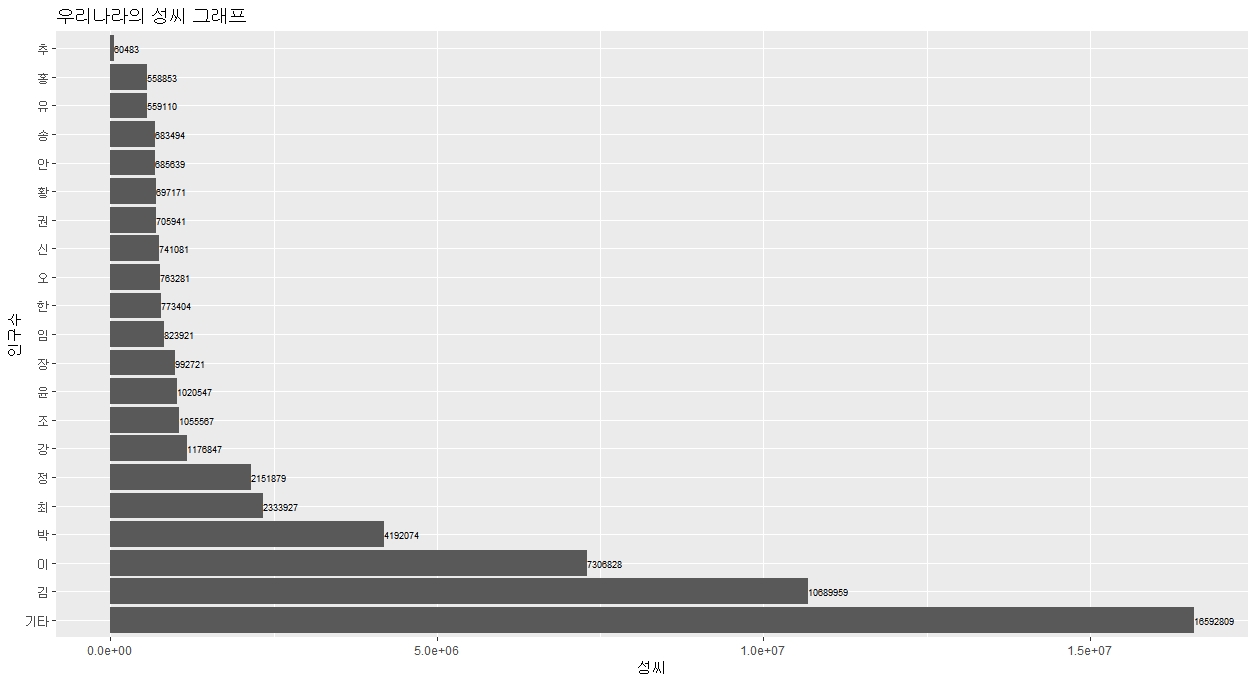 우리나라의 성씨 그래프
추 60483
홍 558853
유 559110
송 683494
안 685639
황 697171
권 705941
신 741081
오 763281
한 773404
임 823921
장 992721
윤 1020547
조 1055567
강 1176847
정 2151879
최 2333927
박 4192074
이 7306828
김 10689959
기타 16592809
인구수
0.0e+00 5.0e+06 1.0e+07 1.5e+07
성씨